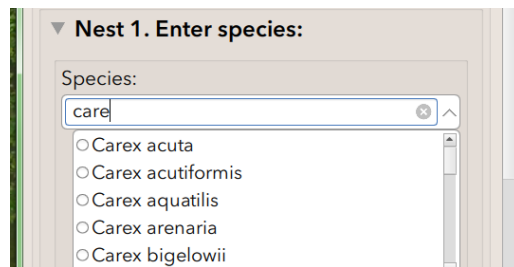 Nest 1. Enter species:
Species:
care
Carex acuta
Carex acutiformis
Carex aquatilis
Carex arenaria
Carex bigelowii